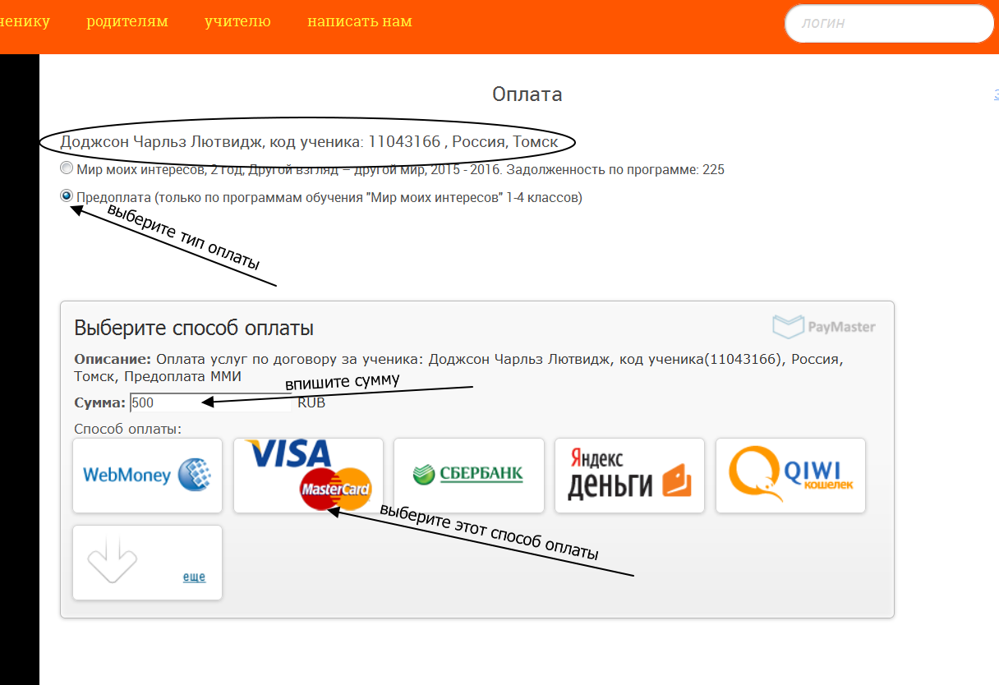 ченику родителям учителю написать нам логин
Оплата
Доджсон Чарльз Лютвидж, код ученика: 11043166 , Россия, Томск
Мир моих интересов, 2 год, Другой взгляд – другой мир, 2015 - 2016. Задолженность по программе: 225
Предоплата (только по программам обучения "Мир моих интересов" 1-4 классов)
выберите тип оплаты
Выберите способ оплаты
PayMaster
Описание: Оплата услуг по договору за ученика: Доджсон Чарльз Лютвидж, код ученика(11043166), Россия,
Томск, Предоплата ММИ
впишите сумму
Сумма: 500 RUB
Способ оплаты:
WebMoney
VISA
MasterCard
СБЕРБАНК
Яндекс
деньги
QIWI
кошелек
выберите этот способ оплаты
еще